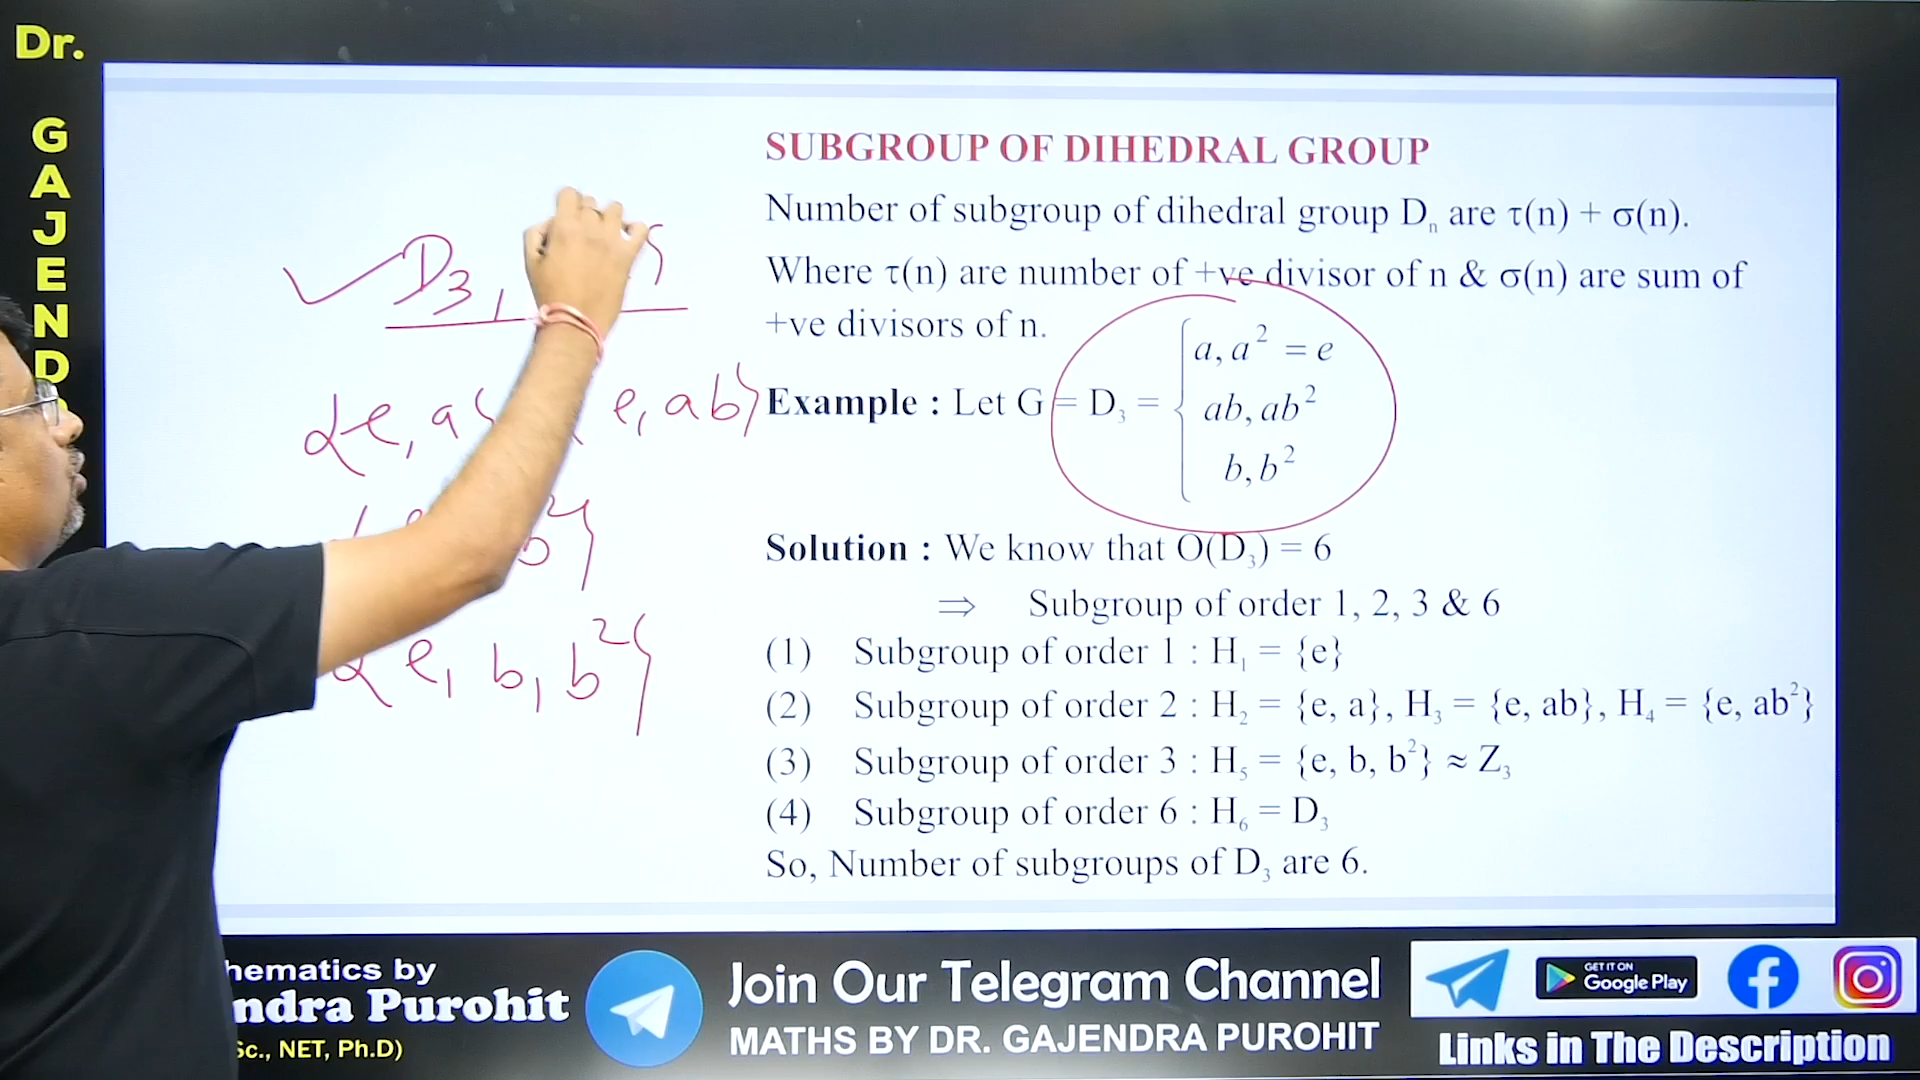 Dr.
GAJEND
SUBGROUP OF DIHEDRAL GROUP
Number of subgroup of dihedral group Dₙ are τ(n) + σ(n).
Where τ(n) are number of +ve divisor of n & σ(n) are sum of
+ve divisors of n.
a, a² = e
Example : Let G = D₃ = { ab, ab²
b, b²
Solution : We know that O(D₃) = 6
⇒ Subgroup of order 1, 2, 3 & 6
(1) Subgroup of order 1 : H₁ = {e}
(2) Subgroup of order 2 : H₂ = {e, a}, H₃ = {e, ab}, H₄ = {e, ab²}
(3) Subgroup of order 3 : H₅ = {e, b, b²} ≈ Z₃
(4) Subgroup of order 6 : H₆ = D₃
So, Number of subgroups of D₃ are 6.
D₃,
{e, a
e, ab}
b²}
{e, b, b²}
hematics by
ndra Purohit
Sc., NET, Ph.D)
Join Our Telegram Channel
MATHS BY DR. GAJENDRA PUROHIT
GET IT ON
Google Play
Links in The Description